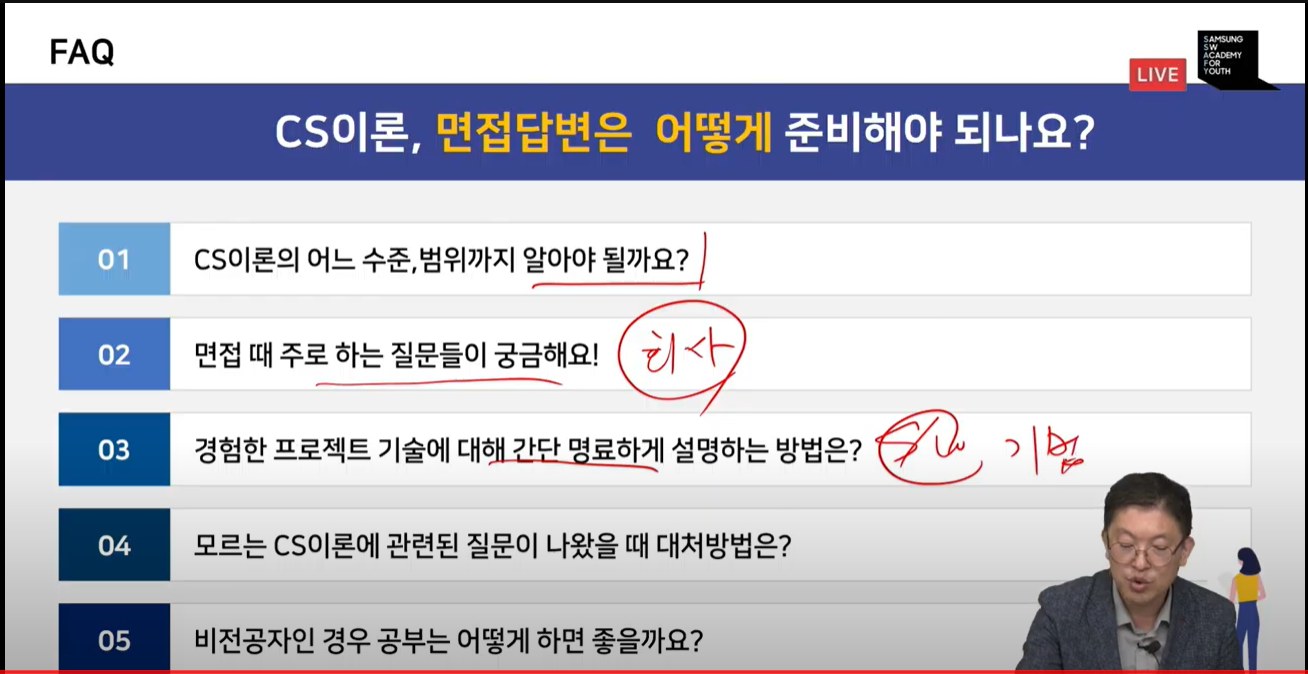 FAQ
LIVE
SAMSUNG
SW
ACADEMY
FOR
YOUTH
CS이론, 면접답변은 어떻게 준비해야 되나요?
01 CS이론의 어느 수준,범위까지 알아야 될까요?
02 면접 때 주로 하는 질문들이 궁금해요! 회사
03 경험한 프로젝트 기술에 대해 간단 명료하게 설명하는 방법은? S/W
04 모르는 CS이론에 관련된 질문이 나왔을 때 대처방법은?
05 비전공자인 경우 공부는 어떻게 하면 좋을까요?